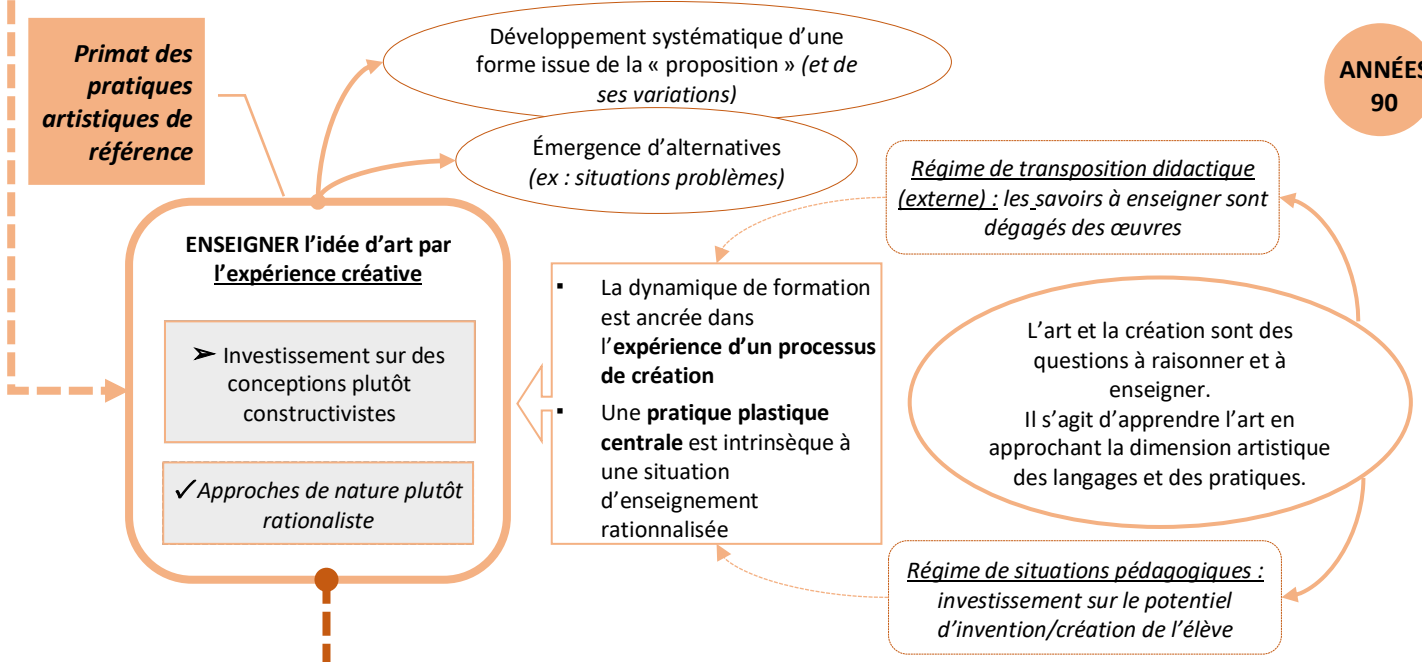 Primat des
pratiques
artistiques de
référence
Développement systématique d’une
forme issue de la « proposition » (et de
ses variations)
Émergence d’alternatives
(ex : situations problèmes)
ANNÉES
90
Régime de transposition didactique
(externe) : les savoirs à enseigner sont
dégagés des œuvres
ENSEIGNER l’idée d’art par
l’expérience créative
➢ Investissement sur des
conceptions plutôt
constructivistes
✓Approches de nature plutôt
rationaliste
▪ La dynamique de formation
est ancrée dans
l’expérience d’un processus
de création
▪ Une pratique plastique
centrale est intrinsèque à
une situation
d’enseignement
rationnalisée
L’art et la création sont des
questions à raisonner et à
enseigner.
Il s’agit d’apprendre l’art en
approchant la dimension artistique
des langages et des pratiques.
Régime de situations pédagogiques :
investissement sur le potentiel
d’invention/création de l’élève